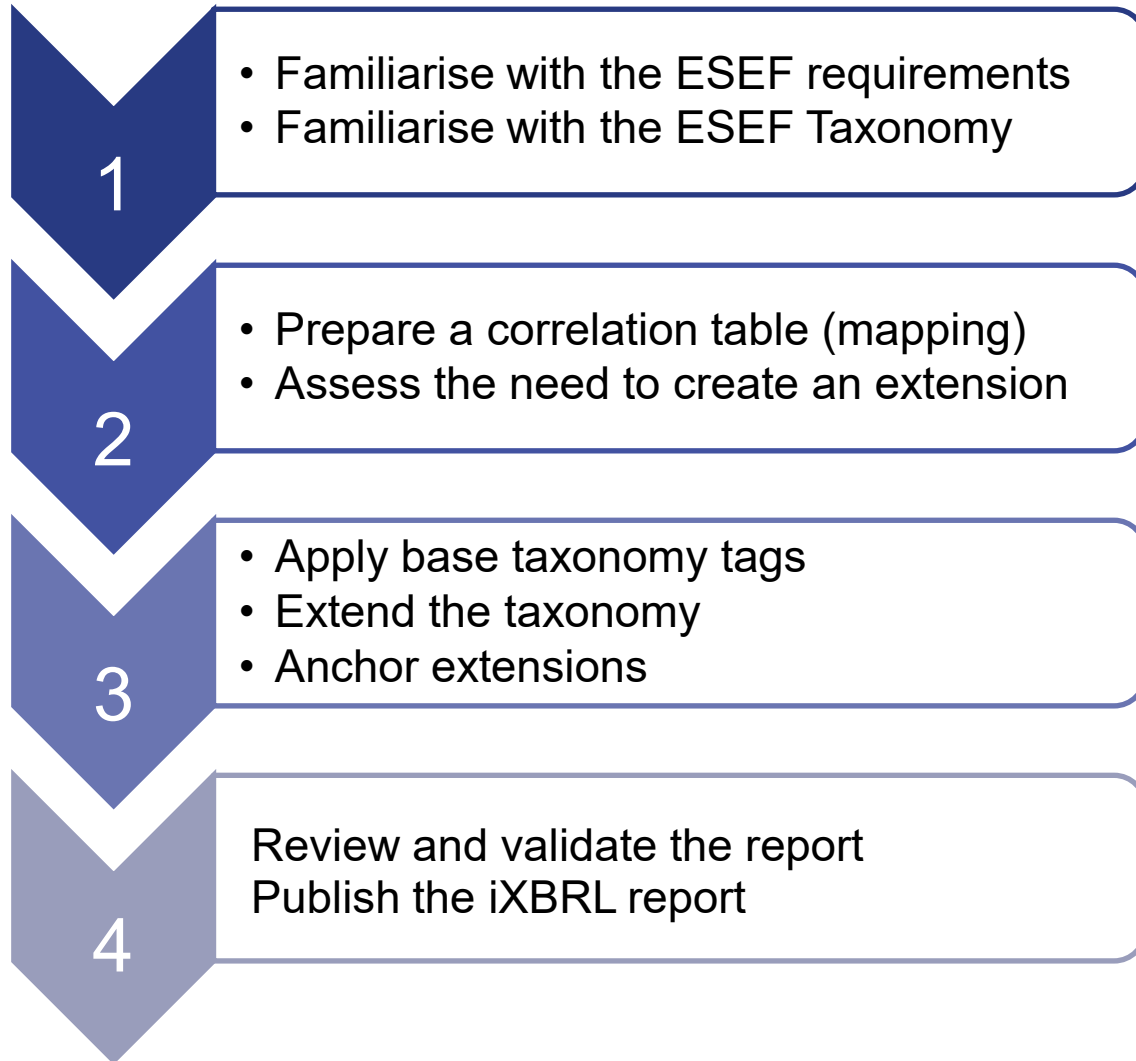 1
• Familiarise with the ESEF requirements
• Familiarise with the ESEF Taxonomy
2
• Prepare a correlation table (mapping)
• Assess the need to create an extension
3
• Apply base taxonomy tags
• Extend the taxonomy
• Anchor extensions
4
Review and validate the report
Publish the iXBRL report